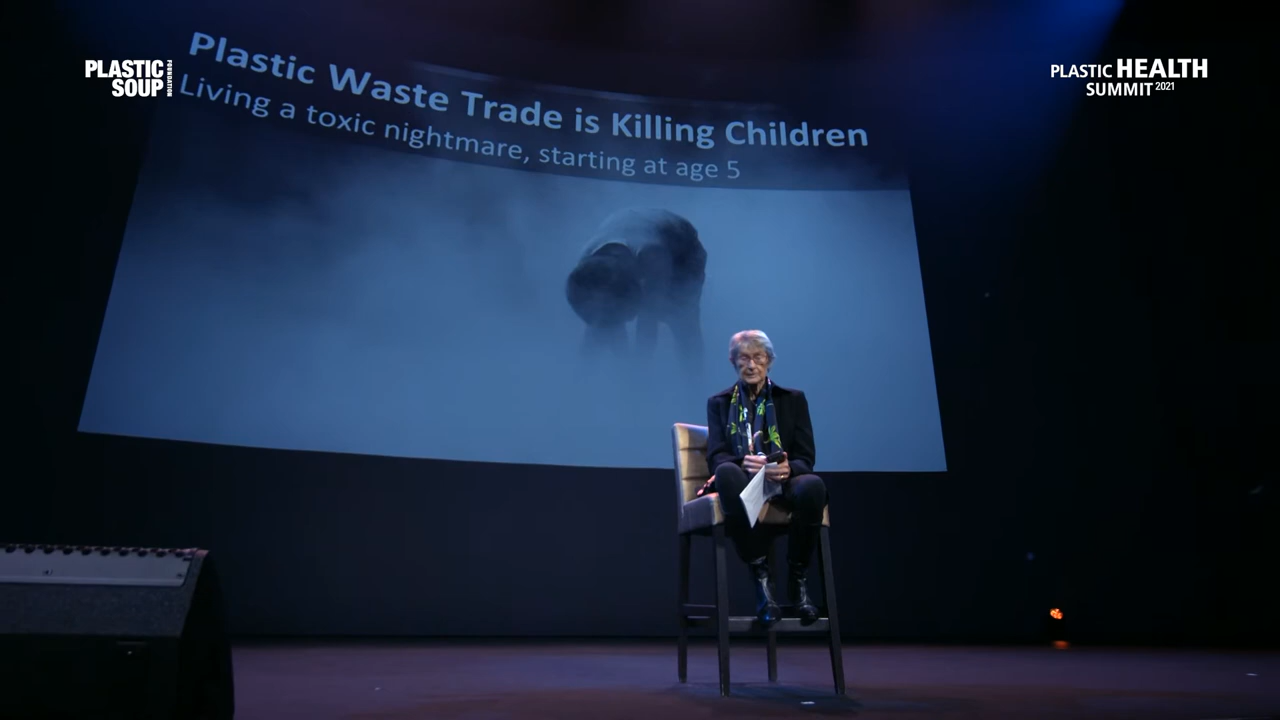 PLASTIC
SOUP
FOUNDATION
Plastic Waste Trade is Killing Children
Living a toxic nightmare, starting at age 5
PLASTIC HEALTH
SUMMIT 2021